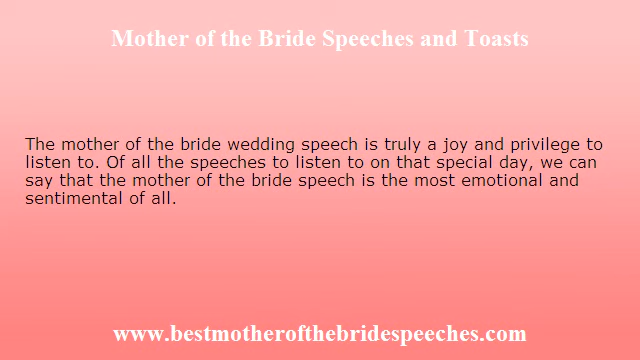 Mother of the Bride Speeches and Toasts
The mother of the bride wedding speech is truly a joy and privilege to
listen to. Of all the speeches to listen to on that special day, we can
say that the mother of the bride speech is the most emotional and
sentimental of all.
www.bestmotherofthebridespeeches.com